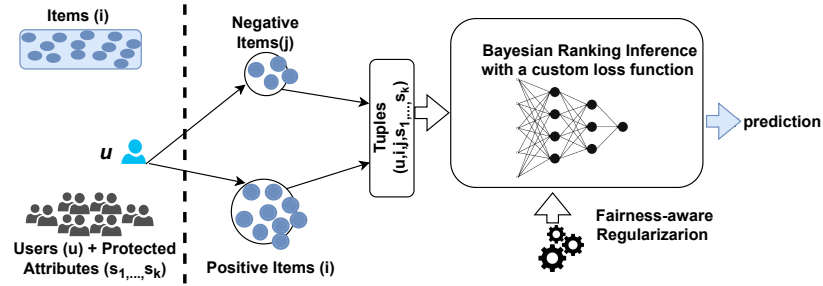 Items (i)
u
Users (u) + Protected
Attributes (s1,...,sk)
Negative
Items(j)
Positive Items (i)
Tuples
(u,i,j,s1,..., sk)
Bayesian Ranking Inference
with a custom loss function
Fairness-aware
Regularizarion
prediction